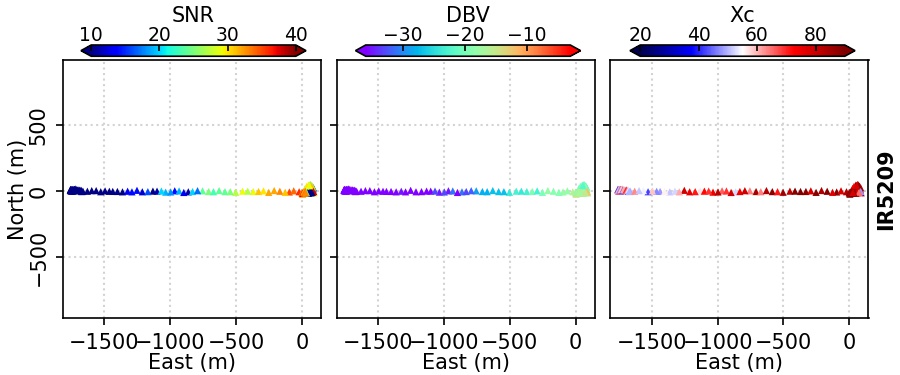 SNR DBV Xc
10 20 30 40 −30 −20 −10 20 40 60 80
500
0
−500
North (m)
IR5209
−1500 −1000 −500 0 −1500 −1000 −500 0 −1500 −1000 −500 0
East (m) East (m) East (m)